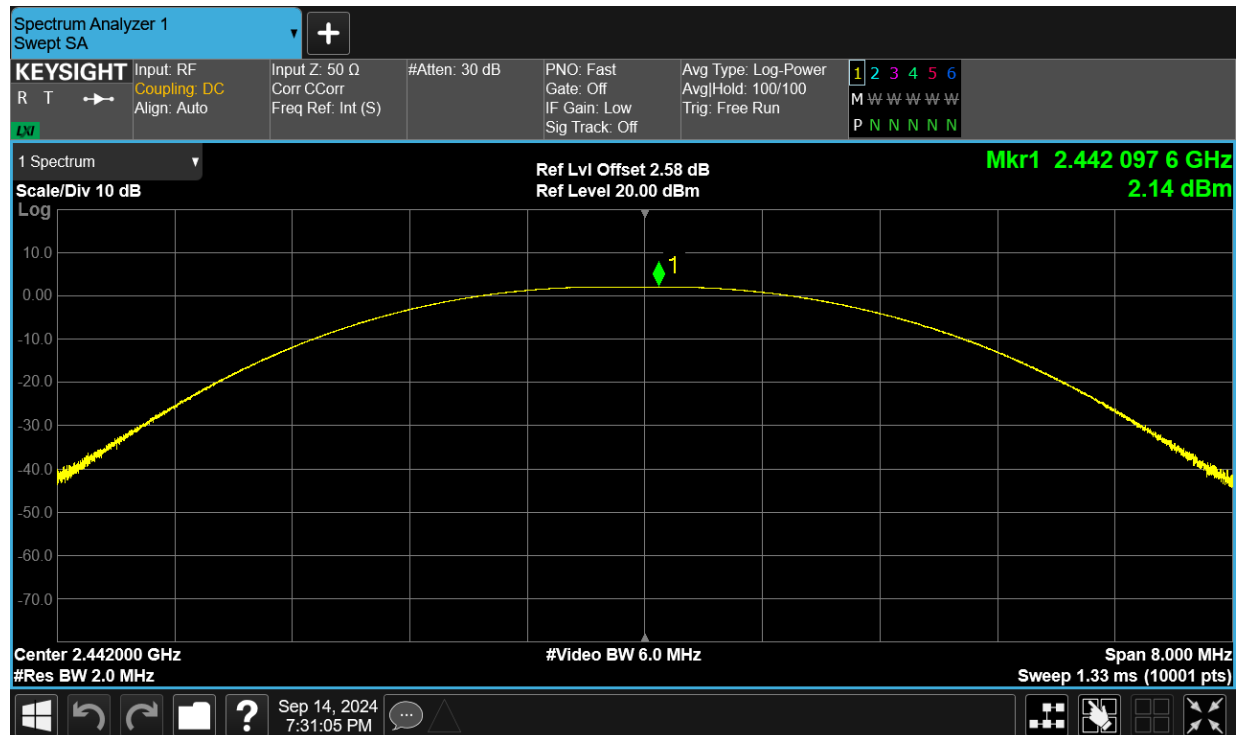 Spectrum Analyzer 1
Swept SA
+
KEYSIGHT
R T
LXI
Input: RF
Coupling: DC
Align: Auto
Input Z: 50 Ω
Corr CCorr
Freq Ref: Int (S)
#Atten: 30 dB
PNO: Fast
Gate: Off
IF Gain: Low
Sig Track: Off
Avg Type: Log-Power
Avg|Hold: 100/100
Trig: Free Run
1 2 3 4 5 6
M W W W W W
P N N N N N
1 Spectrum
Scale/Div 10 dB
Log
Ref Lvl Offset 2.58 dB
Ref Level 20.00 dBm
Mkr1 2.442 097 6 GHz
2.14 dBm
1
10.0
0.00
-10.0
-20.0
-30.0
-40.0
-50.0
-60.0
-70.0
Center 2.442000 GHz
#Res BW 2.0 MHz
#Video BW 6.0 MHz
Span 8.000 MHz
Sweep 1.33 ms (10001 pts)
?
Sep 14, 2024
7:31:05 PM